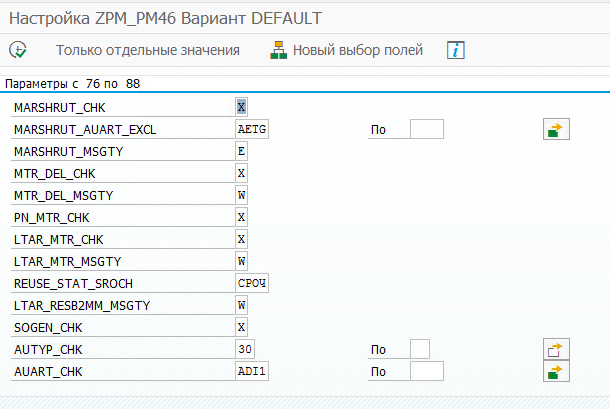 Настройка ZPM_PM46 Вариант DEFAULT
Только отдельные значения Новый выбор полей
Параметры с 76 по 88
MARSHRUT_CHK X
MARSHRUT_AUART_EXCL AETG По
MARSHRUT_MSGTY E
MTR_DEL_CHK X
MTR_DEL_MSGTY W
PN_MTR_CHK X
LTAR_MTR_CHK X
LTAR_MTR_MSGTY W
REUSE_STAT_SROCH СРОЧ
LTAR_RESB2MM_MSGTY W
SOGEN_CHK X
AUTYP_CHK 30 По
AUART_CHK ADI1 По